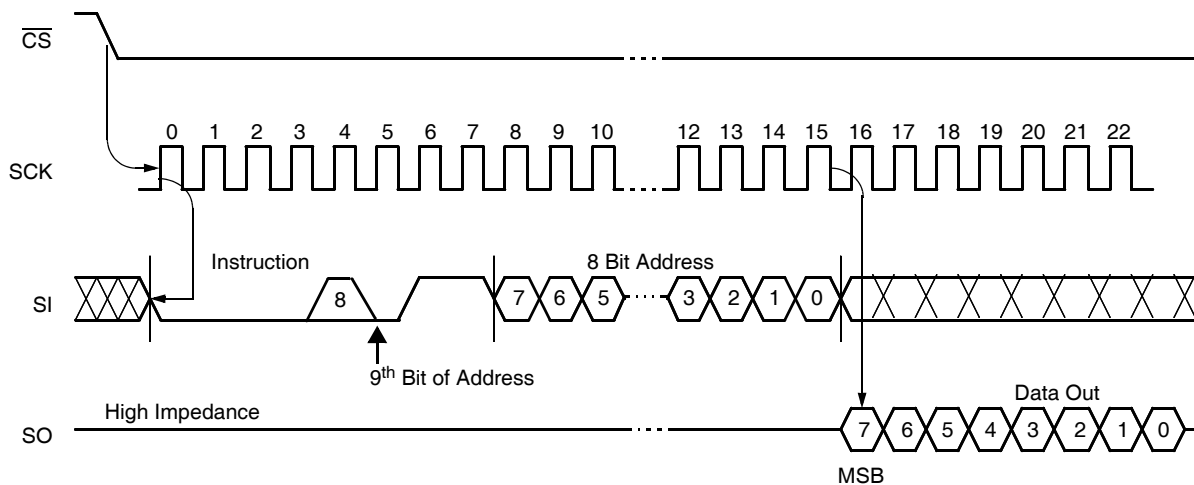 CS
0 1 2 3 4 5 6 7 8 9 10 12 13 14 15 16 17 18 19 20 21 22
SCK
Instruction 8 Bit Address
SI 8 7 6 5 3 2 1 0
9th Bit of Address
High Impedance Data Out
SO 7 6 5 4 3 2 1 0
MSB